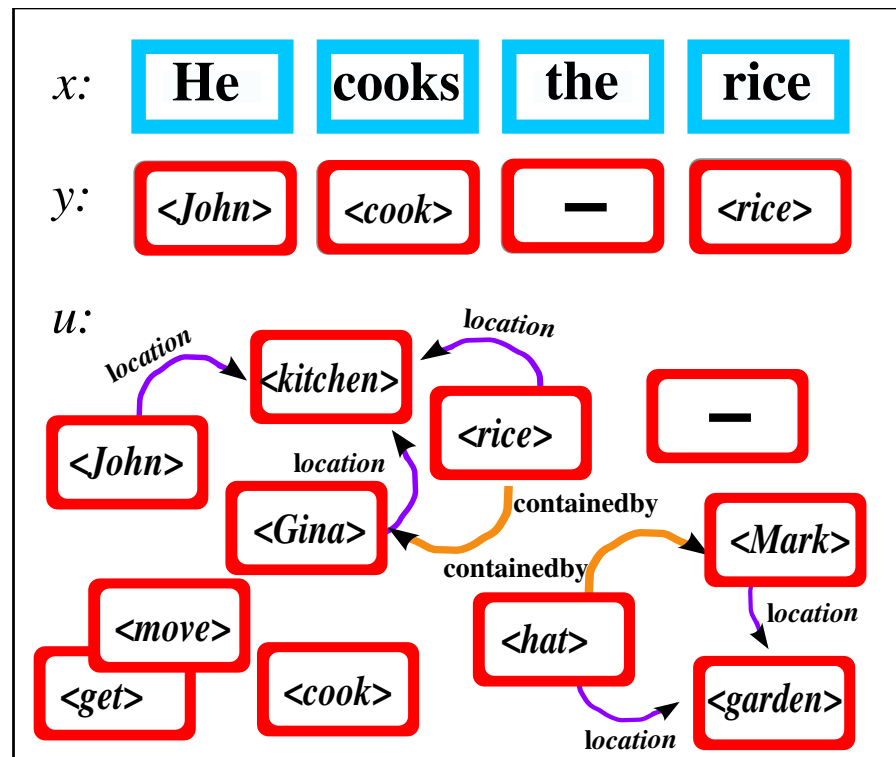 x: He cooks the rice
y: <John> <cook> – <rice>
u:
location
location
<kitchen>
<John>
<rice>
–
location
containedby
<Gina>
<Mark>
containedby
<move>
location
<hat>
<get>
<cook>
<garden>
location